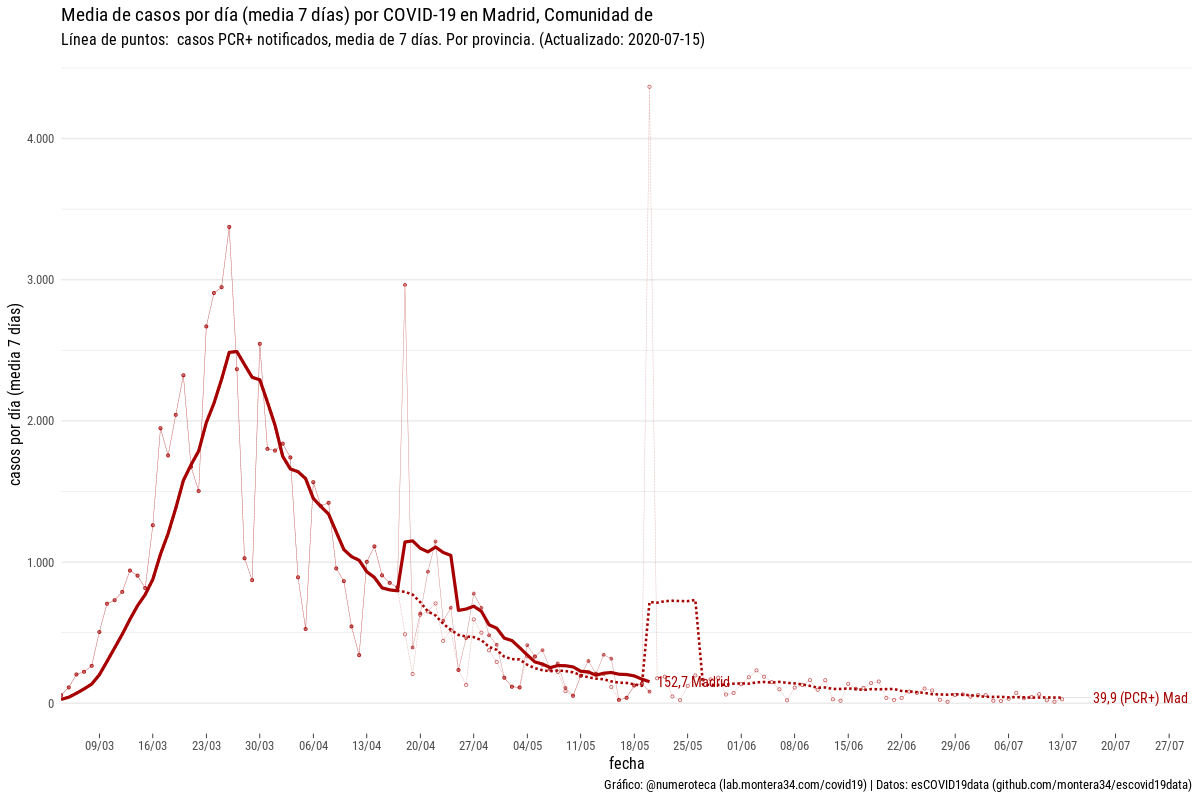 Media de casos por día (media 7 días) por COVID-19 en Madrid, Comunidad de
Línea de puntos:  casos PCR+ notificados, media de 7 días. Por provincia. (Actualizado: 2020-07-15)
casos por día (media 7 días)
4.000
3.000
2.000
1.000
0
152,7 Madrid
39,9 (PCR+) Mad
09/03 16/03 23/03 30/03 06/04 13/04 20/04 27/04 04/05 11/05 18/05 25/05 01/06 08/06 15/06 22/06 29/06 06/07 13/07 20/07 27/07
fecha
Gráfico: @numeroteca (lab.montera34.com/covid19) | Datos: esCOVID19data (github.com/montera34/escovid19data)